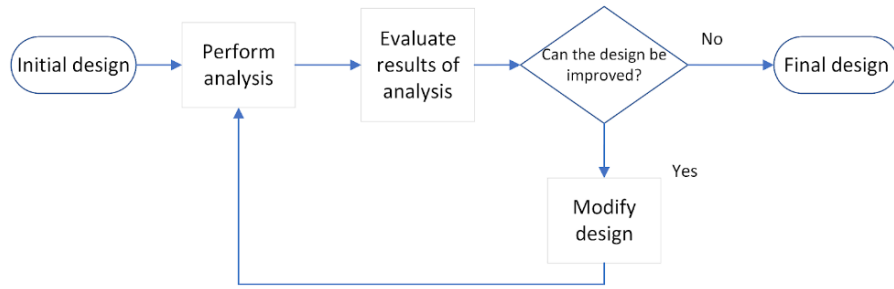 Initial design
Perform
analysis
Evaluate
results of
analysis
Can the design be
improved?
No
Final design
Yes
Modify
design